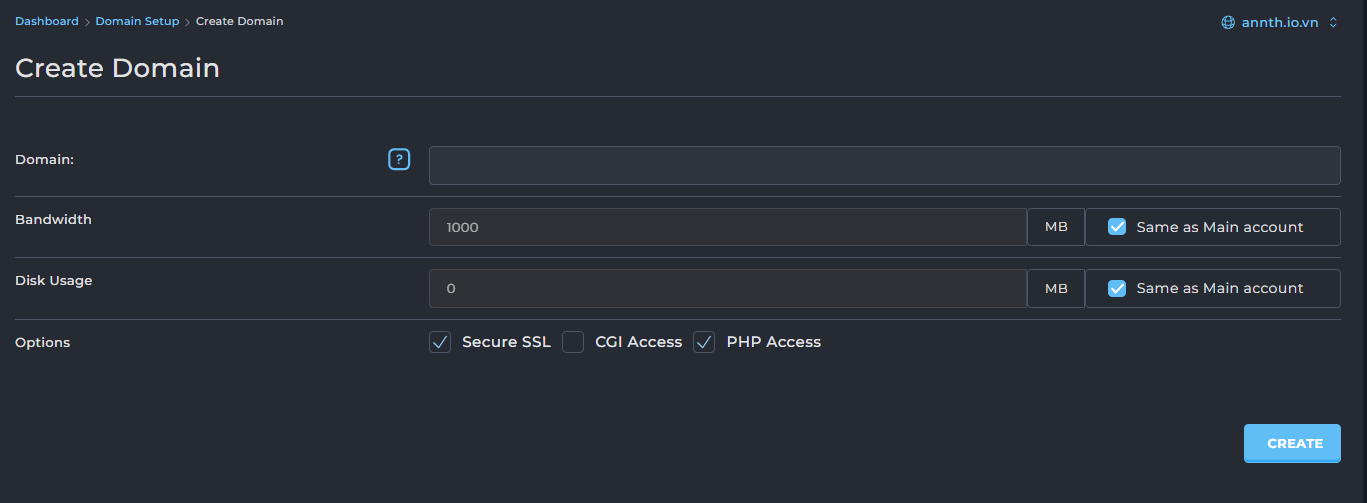 Dashboard > Domain Setup > Create Domain
annth.io.vn
Create Domain
Domain:
?
Bandwidth
1000
MB
Same as Main account
Disk Usage
0
MB
Same as Main account
Options
Secure SSL
CGI Access
PHP Access
CREATE